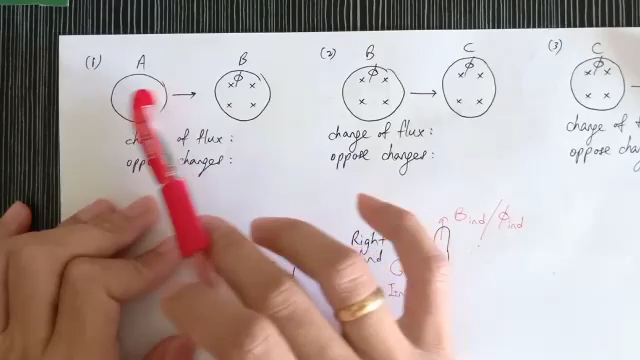 (1) A → B
φ
x x
x x
change of flux :
oppose changes :
(2) B → C
φ φ
x x x x
x x x x
change of flux :
oppose changes :
(3) C
φ
x x
x x
change of
oppose cha
Right
Bind/φind